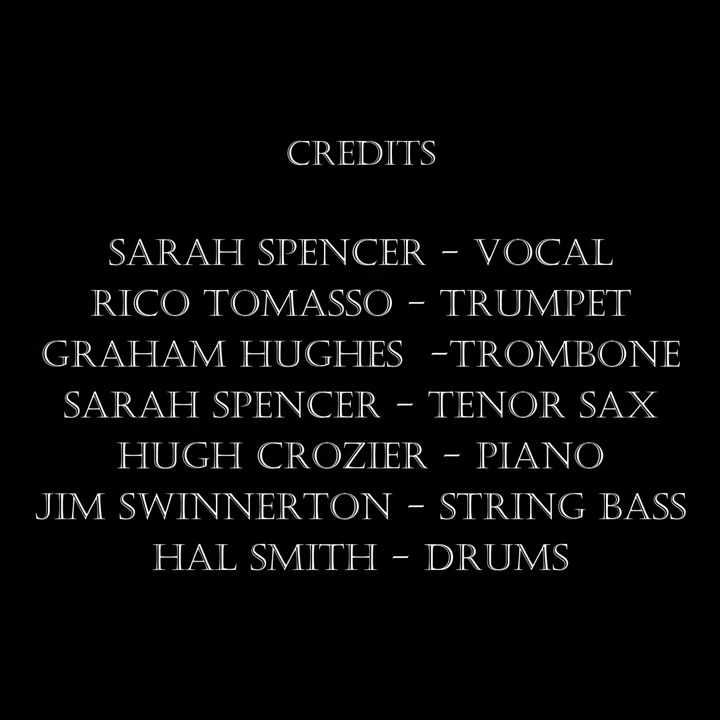 CREDITS
SARAH SPENCER - VOCAL
RICO TOMASSO - TRUMPET
GRAHAM HUGHES -TROMBONE
SARAH SPENCER - TENOR SAX
HUGH CROZIER - PIANO
JIM SWINNERTON - STRING BASS
HAL SMITH - DRUMS